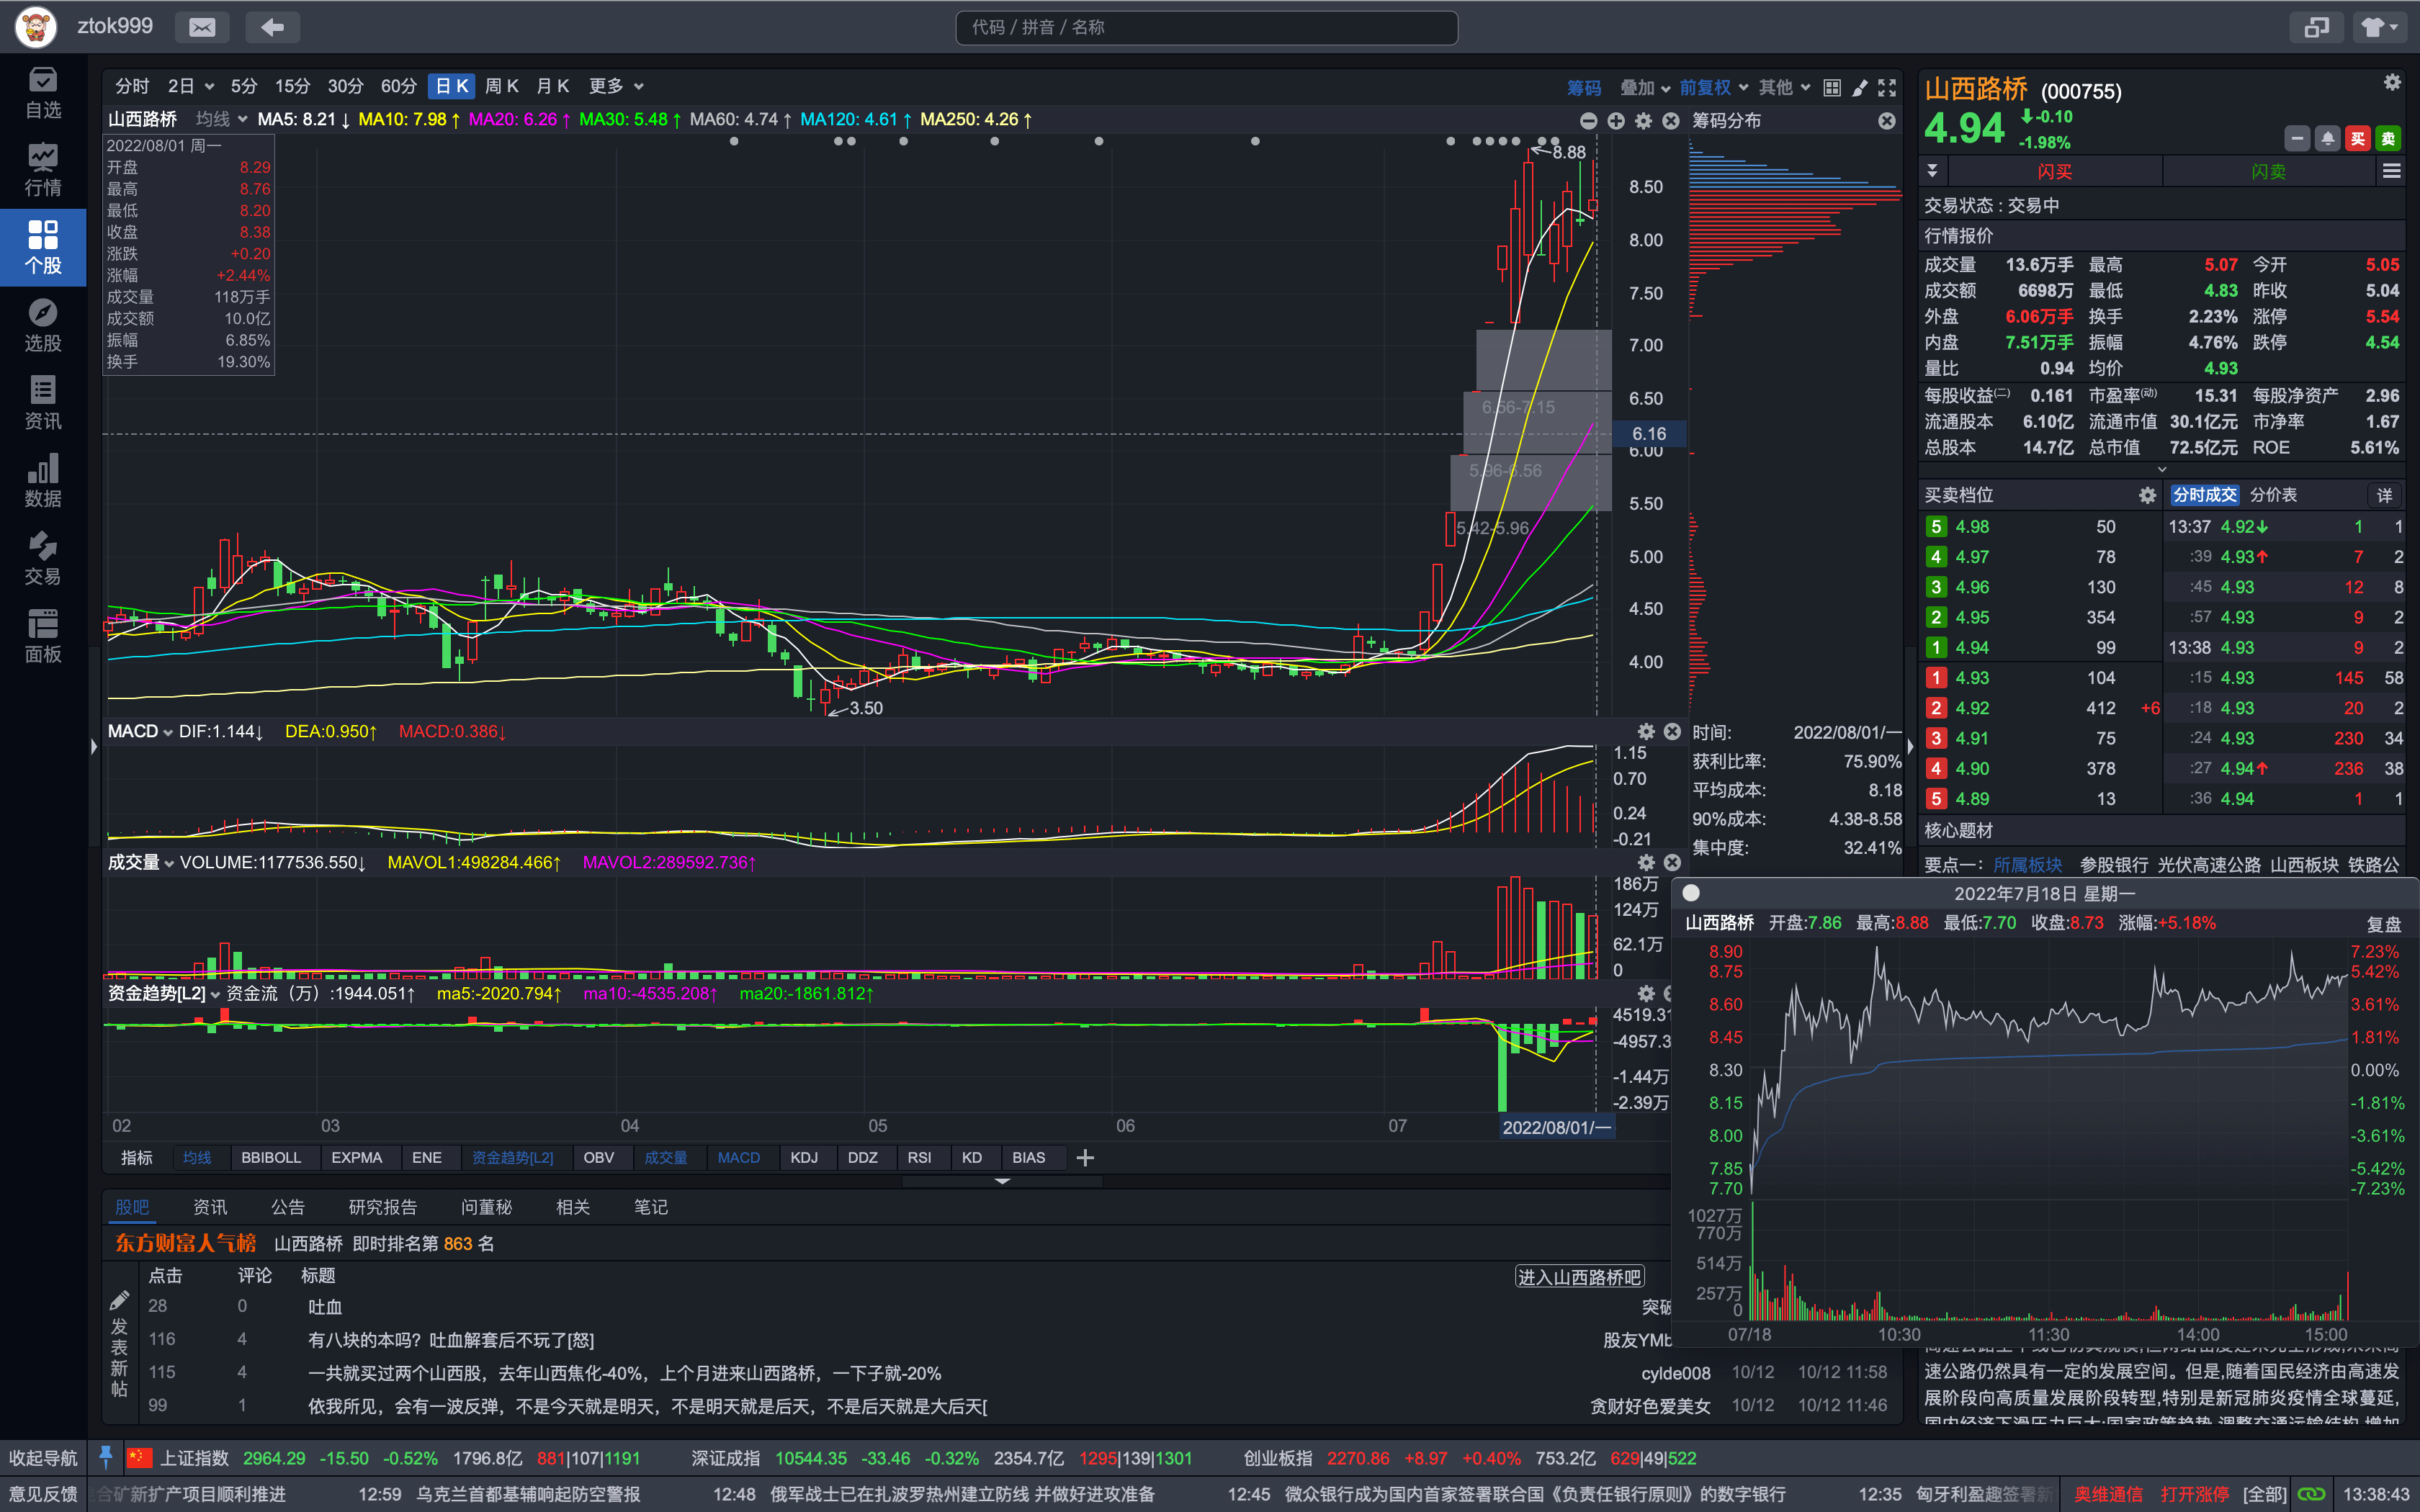 ztok999
代码 / 拼音 / 名称
自选
行情
个股
选股
资讯
数据
交易
面板
分时 2日 5分 15分 30分 60分 日K 周K 月K 更多
筹码 叠加 前复权 其他
山西路桥 均线 MA5: 8.21↓ MA10: 7.98↑ MA20: 6.26↑ MA30: 5.48↑ MA60: 4.74↑ MA120: 4.61↑ MA250: 4.26↑
筹码分布
2022/08/01 周一
开盘 8.29
最高 8.76
最低 8.20
收盘 8.38
涨跌 +0.20
涨幅 +2.44%
成交量 118万手
成交额 10.0亿
振幅 6.85%
换手 19.30%
8.88
8.50
8.00
7.50
7.00
6.50
6.16
6.00
5.50
5.00
4.50
4.00
6.56-7.15
5.96-6.56
5.42-5.96
3.50
MACD DIF:1.144↓ DEA:0.950↑ MACD:0.386↓
1.15
0.70
0.24
-0.21
时间: 2022/08/01/一
获利比率: 75.90%
平均成本: 8.18
90%成本: 4.38-8.58
集中度: 32.41%
成交量 VOLUME:1177536.550↓ MAVOL1:498284.466↑ MAVOL2:289592.736↑
186万
124万
62.1万
0
资金趋势[L2] 资金流（万）:1944.051↑ ma5:-2020.794↑ ma10:-4535.208↑ ma20:-1861.812↑
4519.31
-4957.3
-1.44万
-2.39万
02 03 04 05 06 07 2022/08/01/一
指标 均线 BBIBOLL EXPMA ENE 资金趋势[L2] OBV 成交量 MACD KDJ DDZ RSI KD BIAS
股吧 资讯 公告 研究报告 问董秘 相关 笔记
东方财富人气榜 山西路桥 即时排名第 863 名
点击 评论 标题
进入山西路桥吧
发表新帖
28 0 吐血 突破
116 4 有八块的本吗？吐血解套后不玩了[怒] 股友YMb
115 4 一共就买过两个山西股，去年山西焦化-40%，上个月进来山西路桥，一下子就-20% cylde008 10/12 10/12 11:58
99 1 依我所见，会有一波反弹，不是今天就是明天，不是明天就是后天，不是后天就是大后天[ 贪财好色爱美女 10/12 10/12 11:46
山西路桥 (000755)
4.94 -0.10
-1.98%
买 卖
闪买 闪卖
交易状态 : 交易中
行情报价
成交量 13.6万手 最高 5.07 今开 5.05
成交额 6698万 最低 4.83 昨收 5.04
外盘 6.06万手 换手 2.23% 涨停 5.54
内盘 7.51万手 振幅 4.76% 跌停 4.54
量比 0.94 均价 4.93
每股收益(二) 0.161 市盈率(动) 15.31 每股净资产 2.96
流通股本 6.10亿 流通市值 30.1亿元 市净率 1.67
总股本 14.7亿 总市值 72.5亿元 ROE 5.61%
买卖档位 分时成交 分价表 详
5 4.98 50 13:37 4.92↓ 1 1
4 4.97 78 :39 4.93↑ 7 2
3 4.96 130 :45 4.93 12 8
2 4.95 354 :57 4.93 9 2
1 4.94 99 13:38 4.93 9 2
1 4.93 104 :15 4.93 145 58
2 4.92 412 +6 :18 4.93 20 2
3 4.91 75 :24 4.93 230 34
4 4.90 378 :27 4.94↑ 236 38
5 4.89 13 :36 4.94 1 1
核心题材
要点一： 所属板块 参股银行 光伏高速公路 山西板块 铁路公
2022年7月18日 星期一
山西路桥 开盘:7.86 最高:8.88 最低:7.70 收盘:8.73 涨幅:+5.18% 复盘
8.90 7.23%
8.75 5.42%
8.60 3.61%
8.45 1.81%
8.30 0.00%
8.15 -1.81%
8.00 -3.61%
7.85 -5.42%
7.70 -7.23%
1027万
770万
514万
257万
0
07/18 10:30 11:30 14:00 15:00
速公路仍然具有一定的发展空间。但是,随着国民经济由高速发
展阶段向高质量发展阶段转型,特别是新冠肺炎疫情全球蔓延,
收起导航 上证指数 2964.29 -15.50 -0.52% 1796.8亿 881|107|1191 深证成指 10544.35 -33.46 -0.32% 2354.7亿 1295|139|1301 创业板指 2270.86 +8.97 +0.40% 753.2亿 629|49|522
意见反馈 合矿新扩产项目顺利推进 12:59 乌克兰首都基辅响起防空警报 12:48 俄军战士已在扎波罗热州建立防线 并做好进攻准备 12:45 微众银行成为国内首家签署联合国《负责任银行原则》的数字银行 12:35 匈牙利盈趣签署新 奥维通信 打开涨停 [全部] 13:38:43